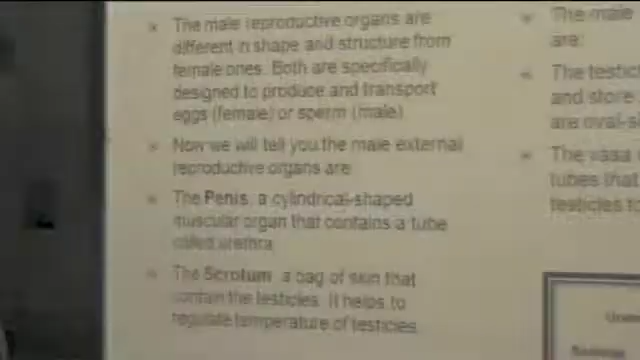 The male reproductive organs are
different in shape and structure from
female ones. Both are specifically
designed to produce and transport
eggs (female) or sperm (male)
Now we will tell you the male external
reproductive organs are
The Penis, a cylindrical-shaped
muscular organ that contains a tube
called urethra
The Scrotum, a bag of skin that
contain the testicles. It helps to
regulate temperature of testicles
The male
are:
The testic
and store
are oval-s
The vasa
tubes that
testicles to